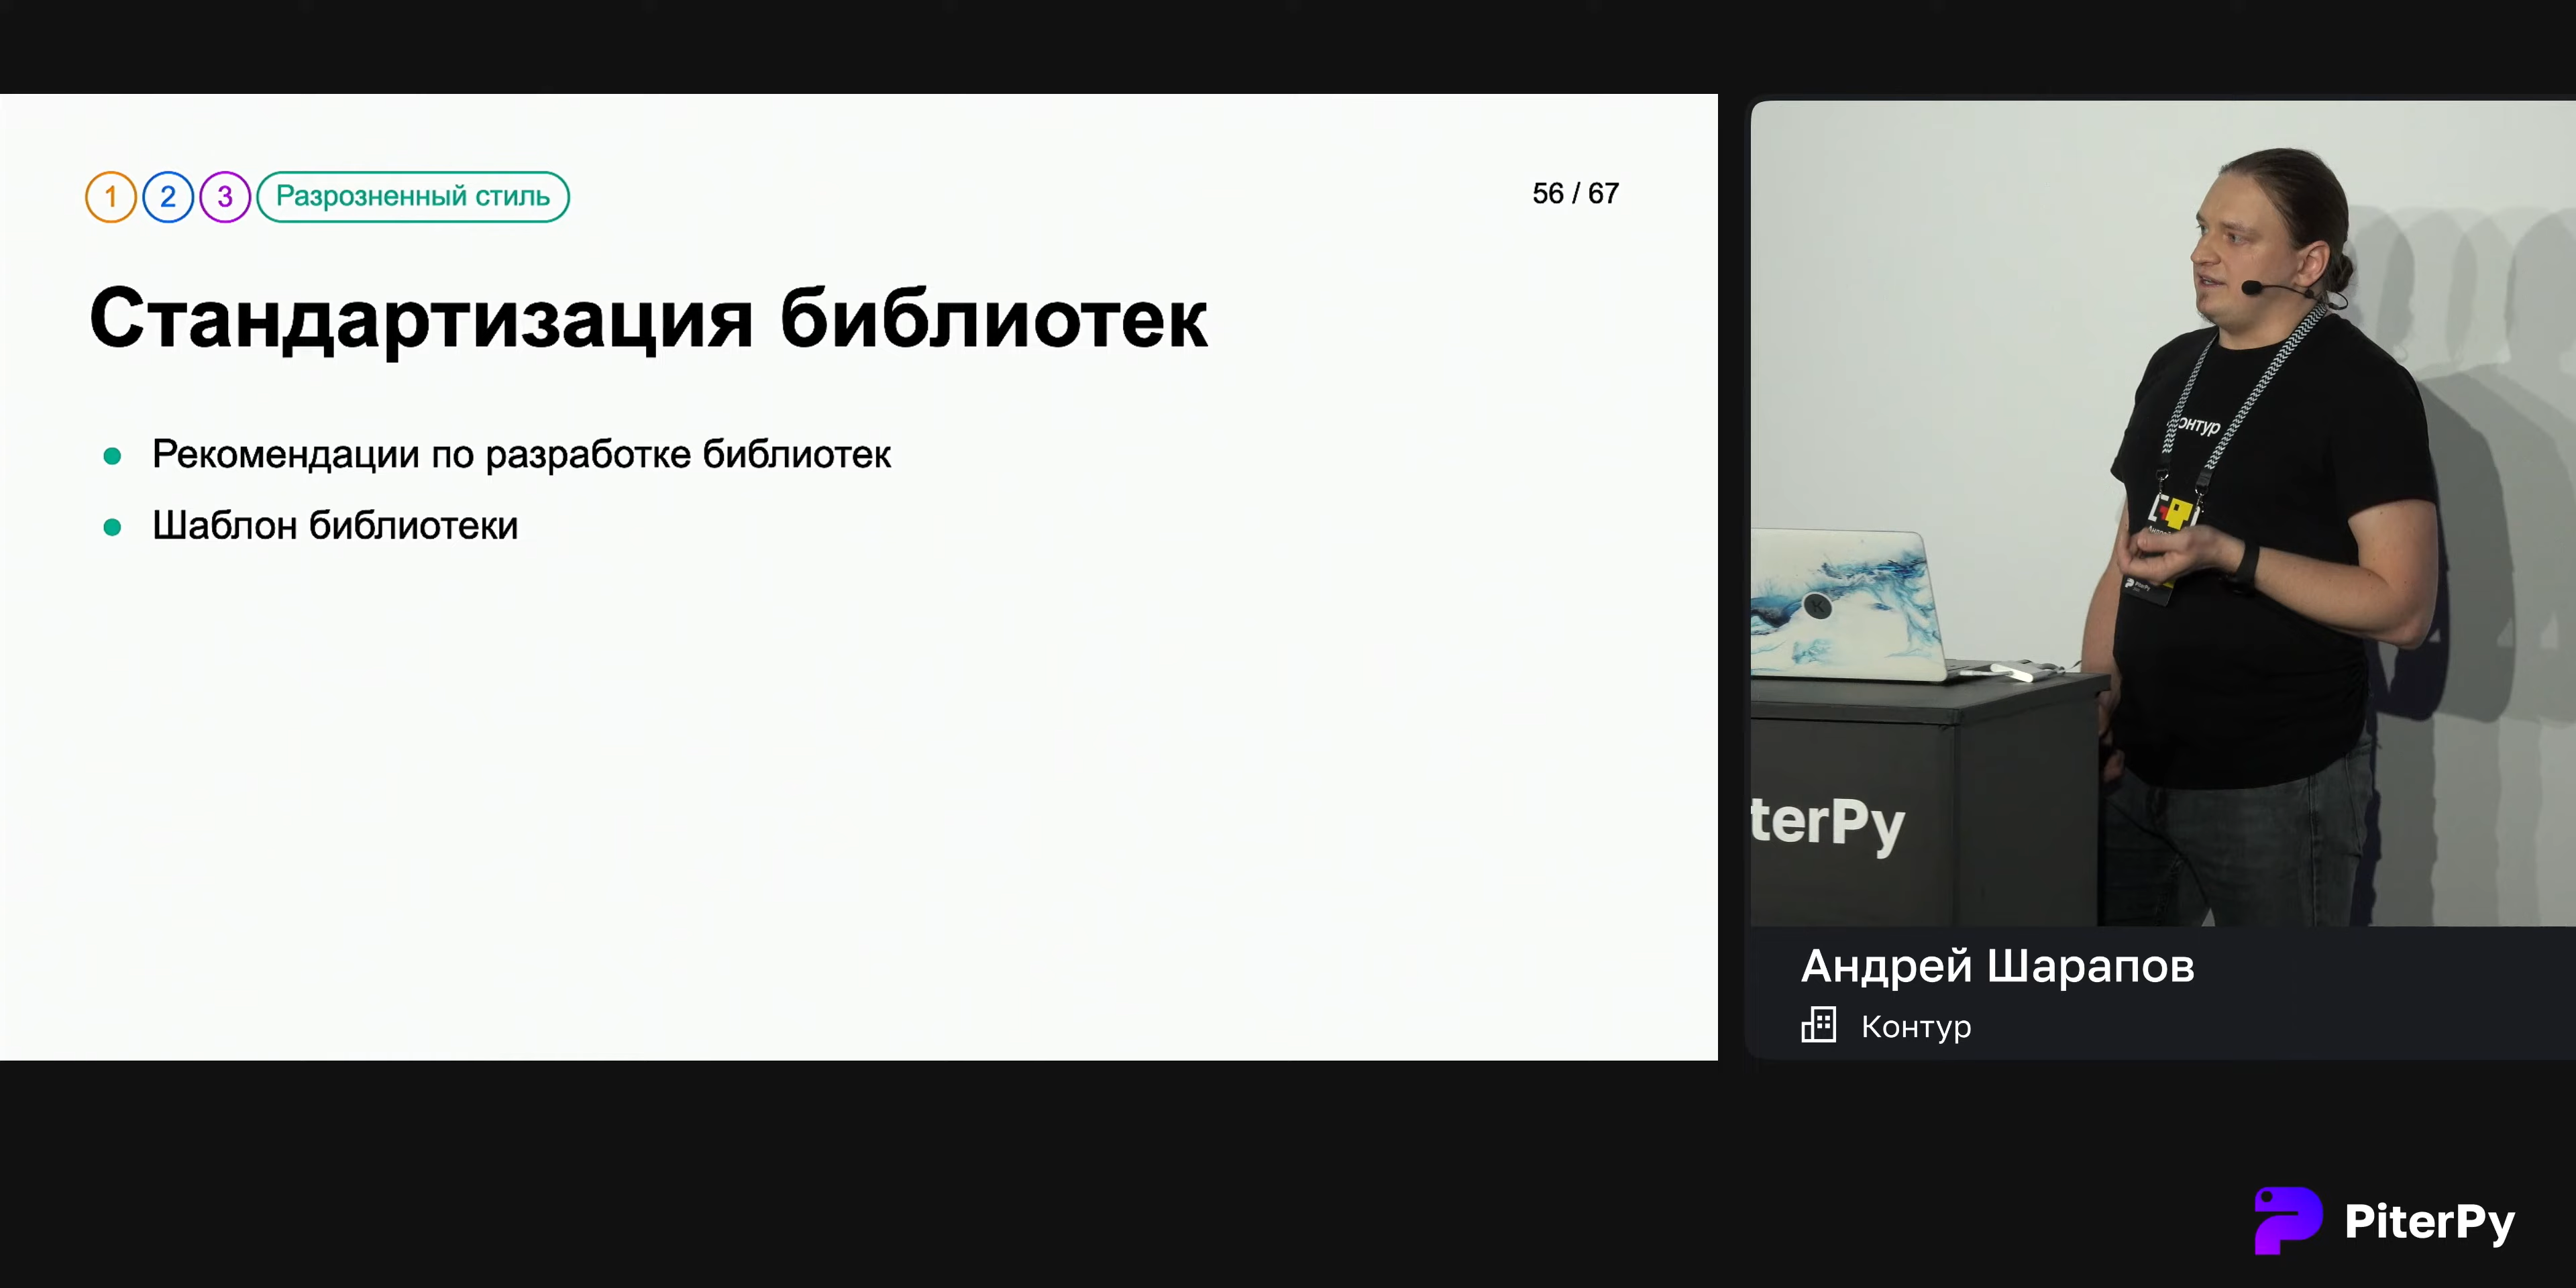 1 2 3 Разрозненный стиль
56 / 67
Стандартизация библиотек
Рекомендации по разработке библиотек
Шаблон библиотеки
онтур
K
terPy
Андрей Шарапов
Контур
PiterPy